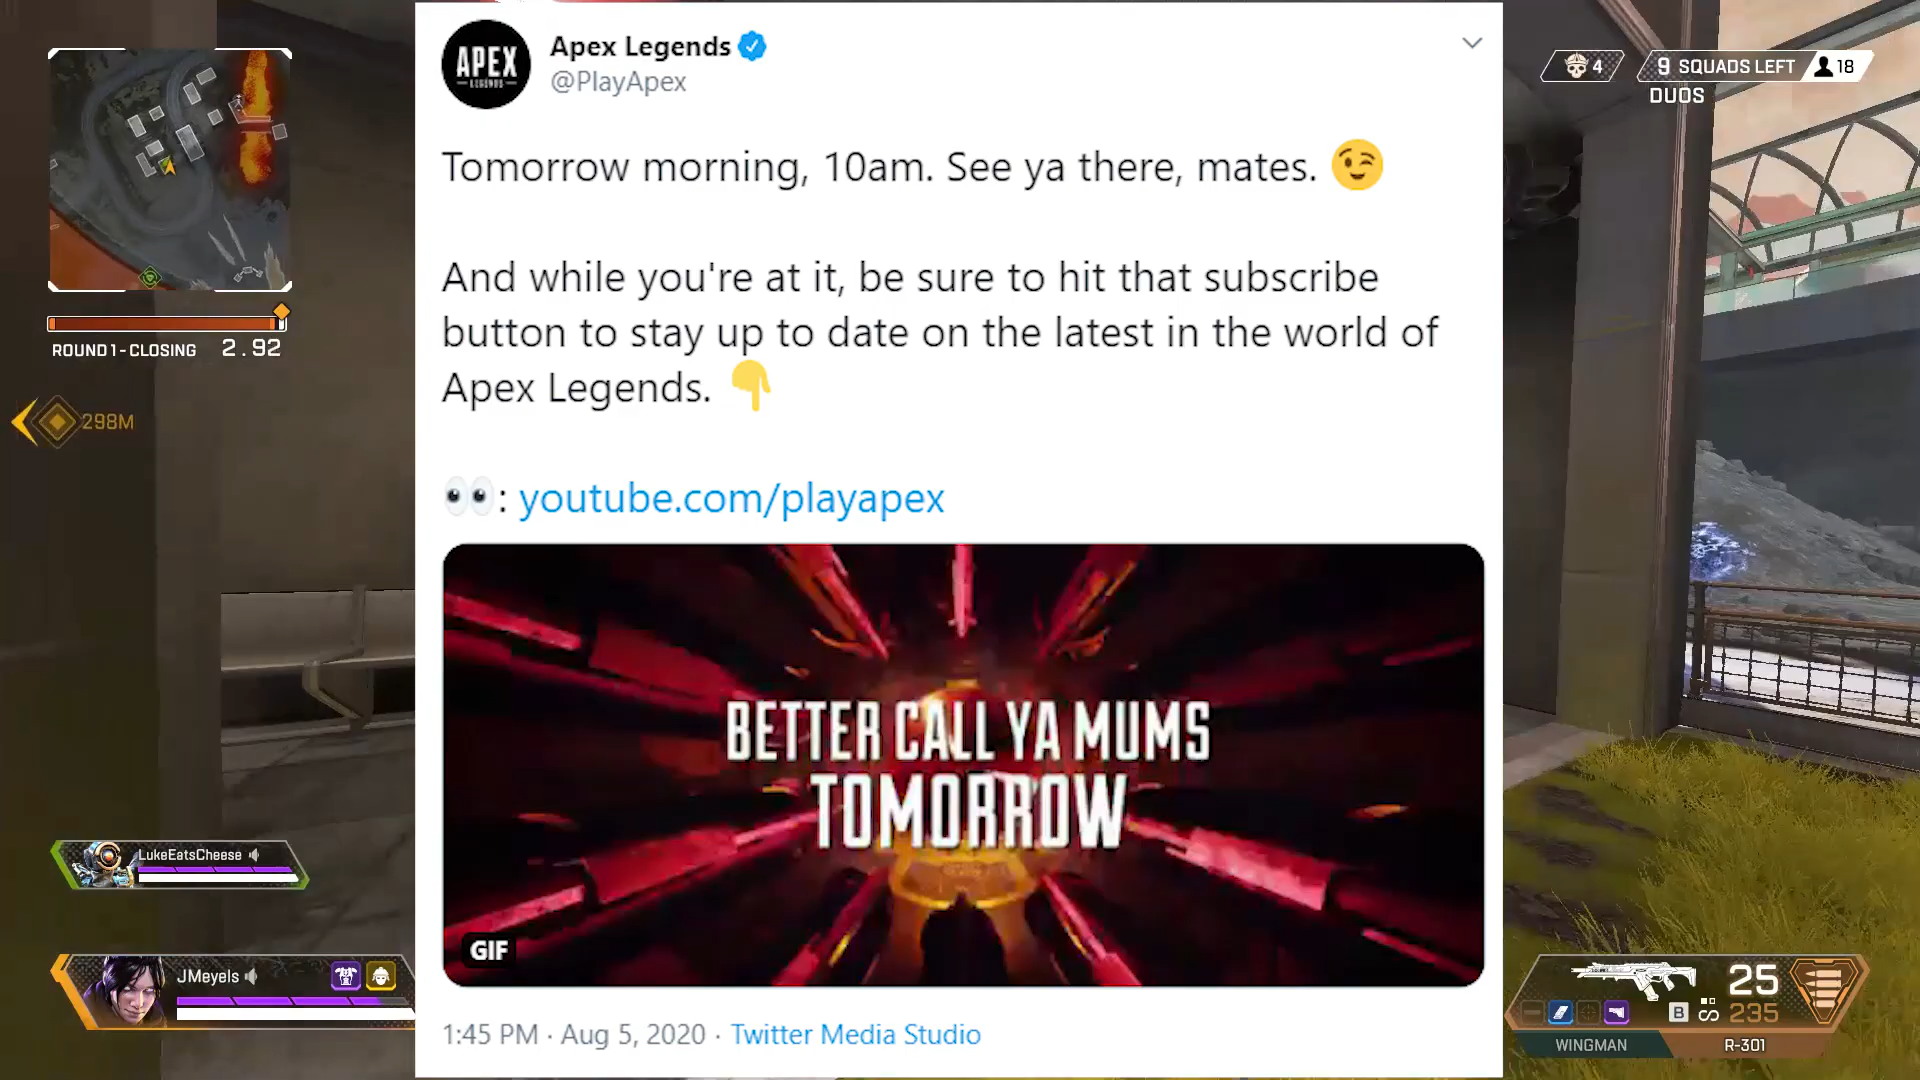 APEX
LEGENDS
Apex Legends
@PlayApex
Tomorrow morning, 10am. See ya there, mates. 😉
And while you're at it, be sure to hit that subscribe
button to stay up to date on the latest in the world of
Apex Legends. 👇
👀: youtube.com/playapex
BETTER CALL YA MUMS
TOMORROW
GIF
1:45 PM · Aug 5, 2020 · Twitter Media Studio
4
9 SQUADS LEFT 18
DUOS
ROUND 1 - CLOSING 2.92
298M
LukeEatsCheese
JMeyels
25
B 235
WINGMAN R-301